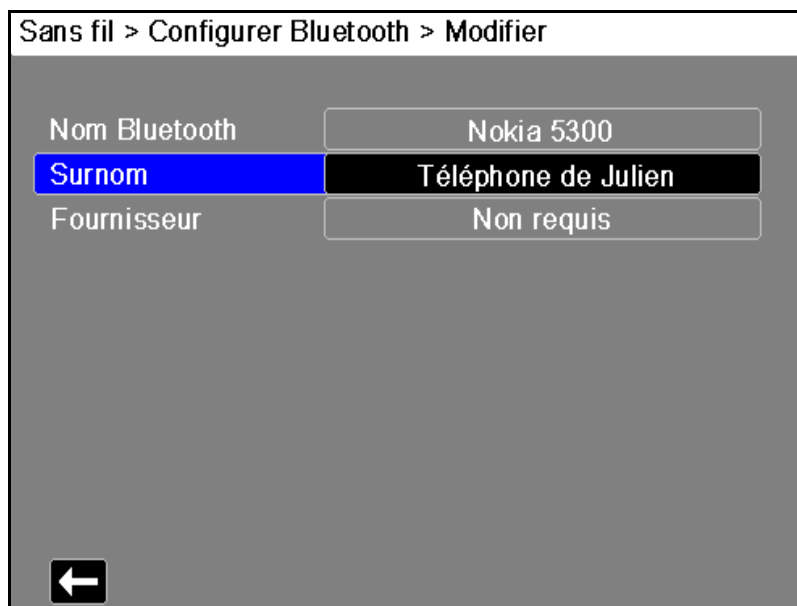 Sans fil > Configurer Bluetooth > Modifier
Nom Bluetooth Nokia 5300
Surnom Téléphone de Julien
Fournisseur Non requis